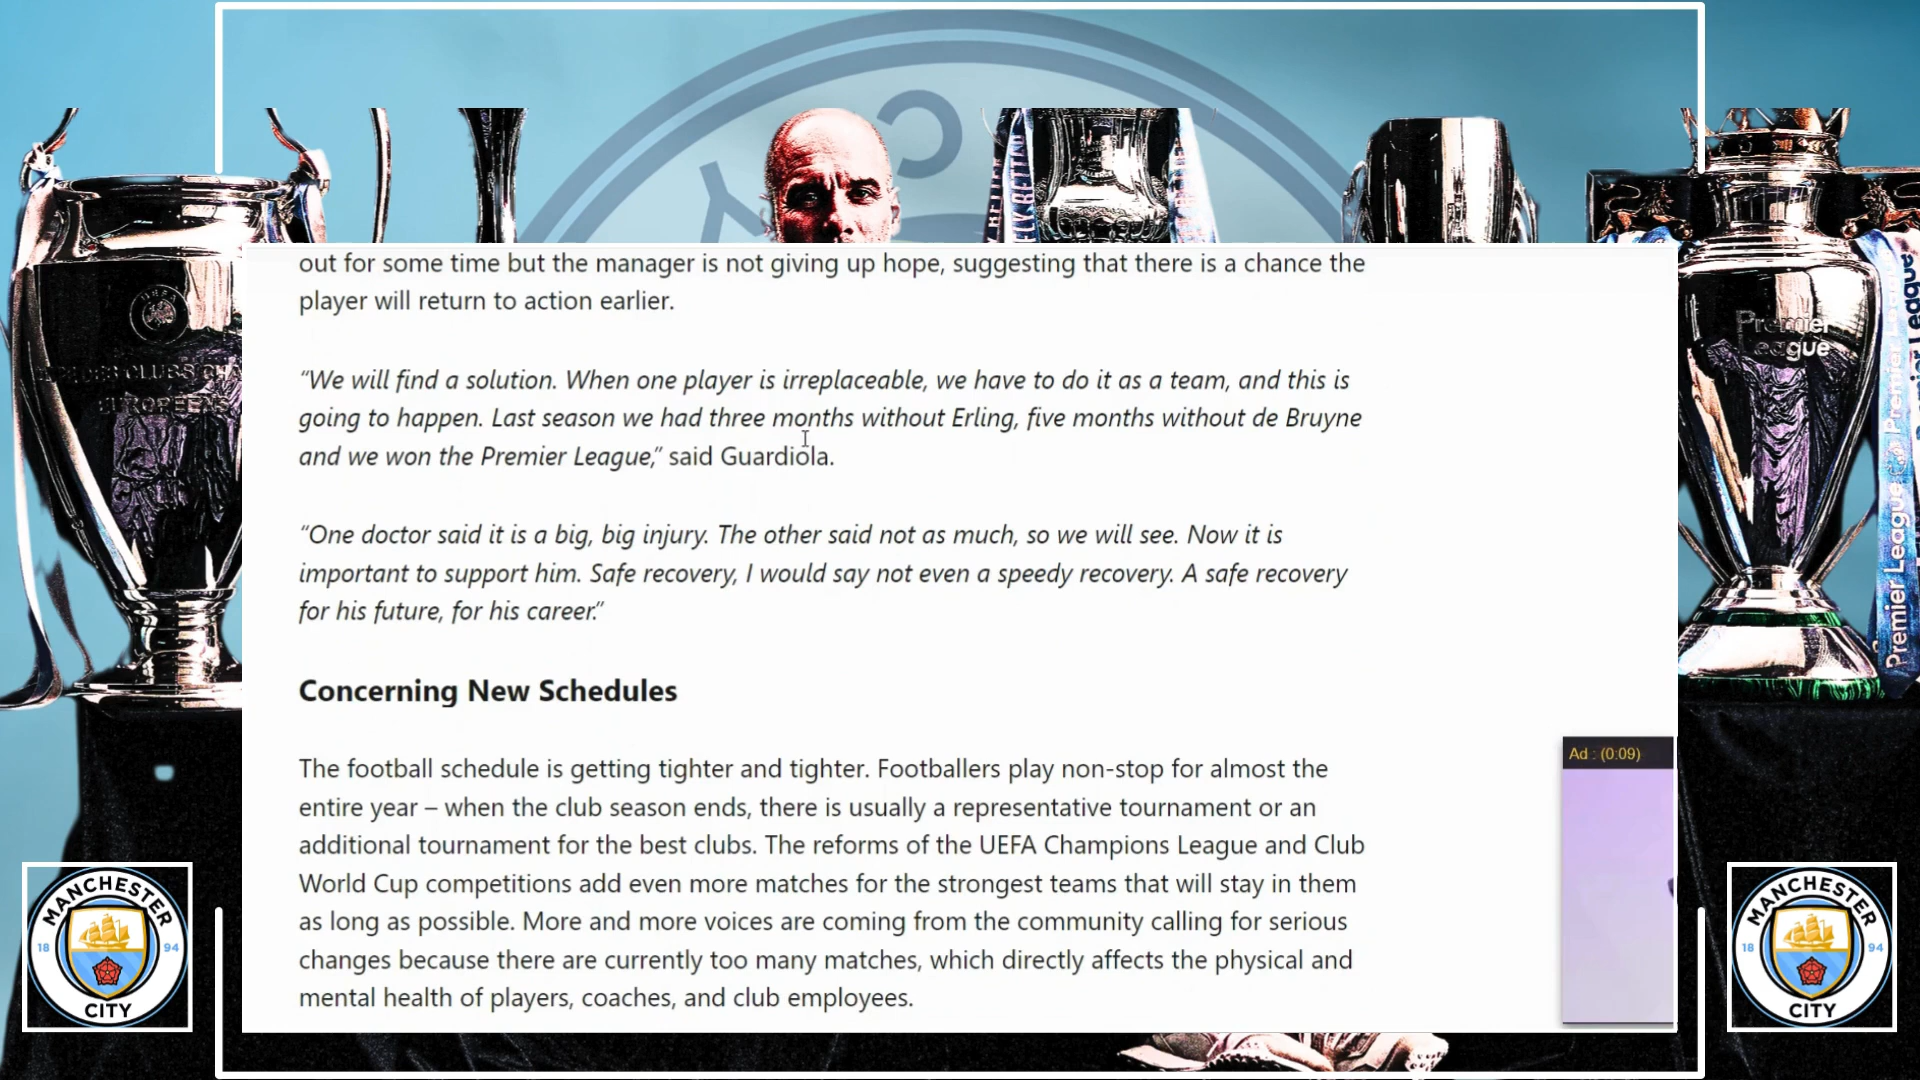 C
Y
out for some time but the manager is not giving up hope, suggesting that there is a chance the
player will return to action earlier.
“We will find a solution. When one player is irreplaceable, we have to do it as a team, and this is
going to happen. Last season we had three months without Erling, five months without de Bruyne
and we won the Premier League,” said Guardiola.
“One doctor said it is a big, big injury. The other said not as much, so we will see. Now it is
important to support him. Safe recovery, I would say not even a speedy recovery. A safe recovery
for his future, for his career.”
Concerning New Schedules
The football schedule is getting tighter and tighter. Footballers play non-stop for almost the
entire year – when the club season ends, there is usually a representative tournament or an
additional tournament for the best clubs. The reforms of the UEFA Champions League and Club
World Cup competitions add even more matches for the strongest teams that will stay in them
as long as possible. More and more voices are coming from the community calling for serious
changes because there are currently too many matches, which directly affects the physical and
mental health of players, coaches, and club employees.
Ad : (0:09)
Premier
League
Premier League
MANCHESTER
18 94
CITY
MANCHESTER
18 94
CITY